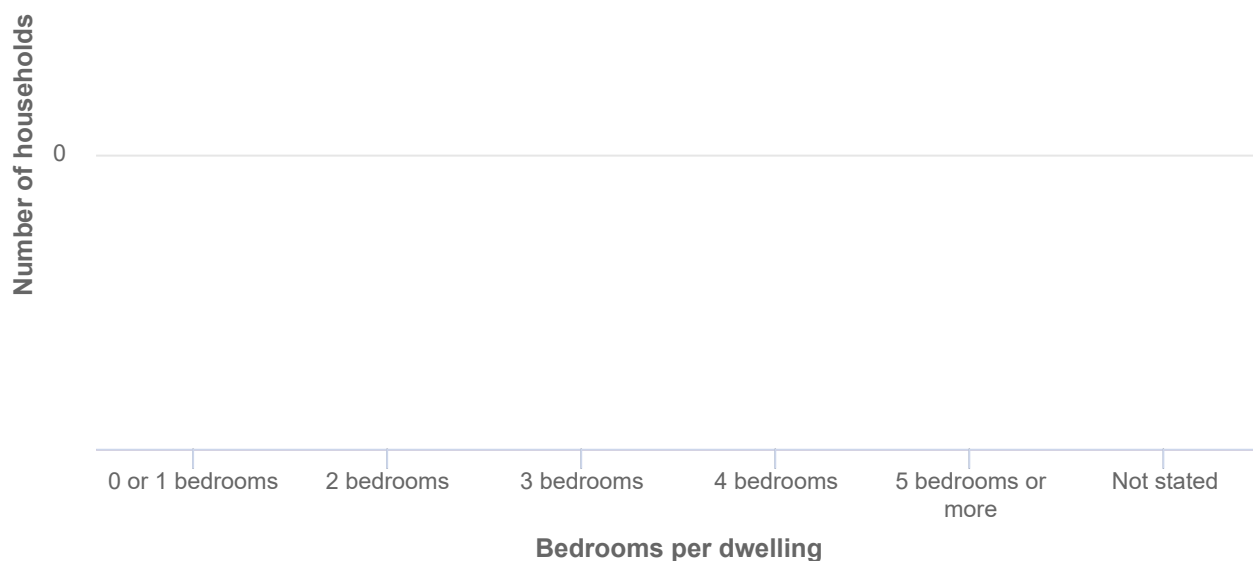 Number of households
0
0 or 1 bedrooms
2 bedrooms
3 bedrooms
4 bedrooms
5 bedrooms or
more
Not stated
Bedrooms per dwelling